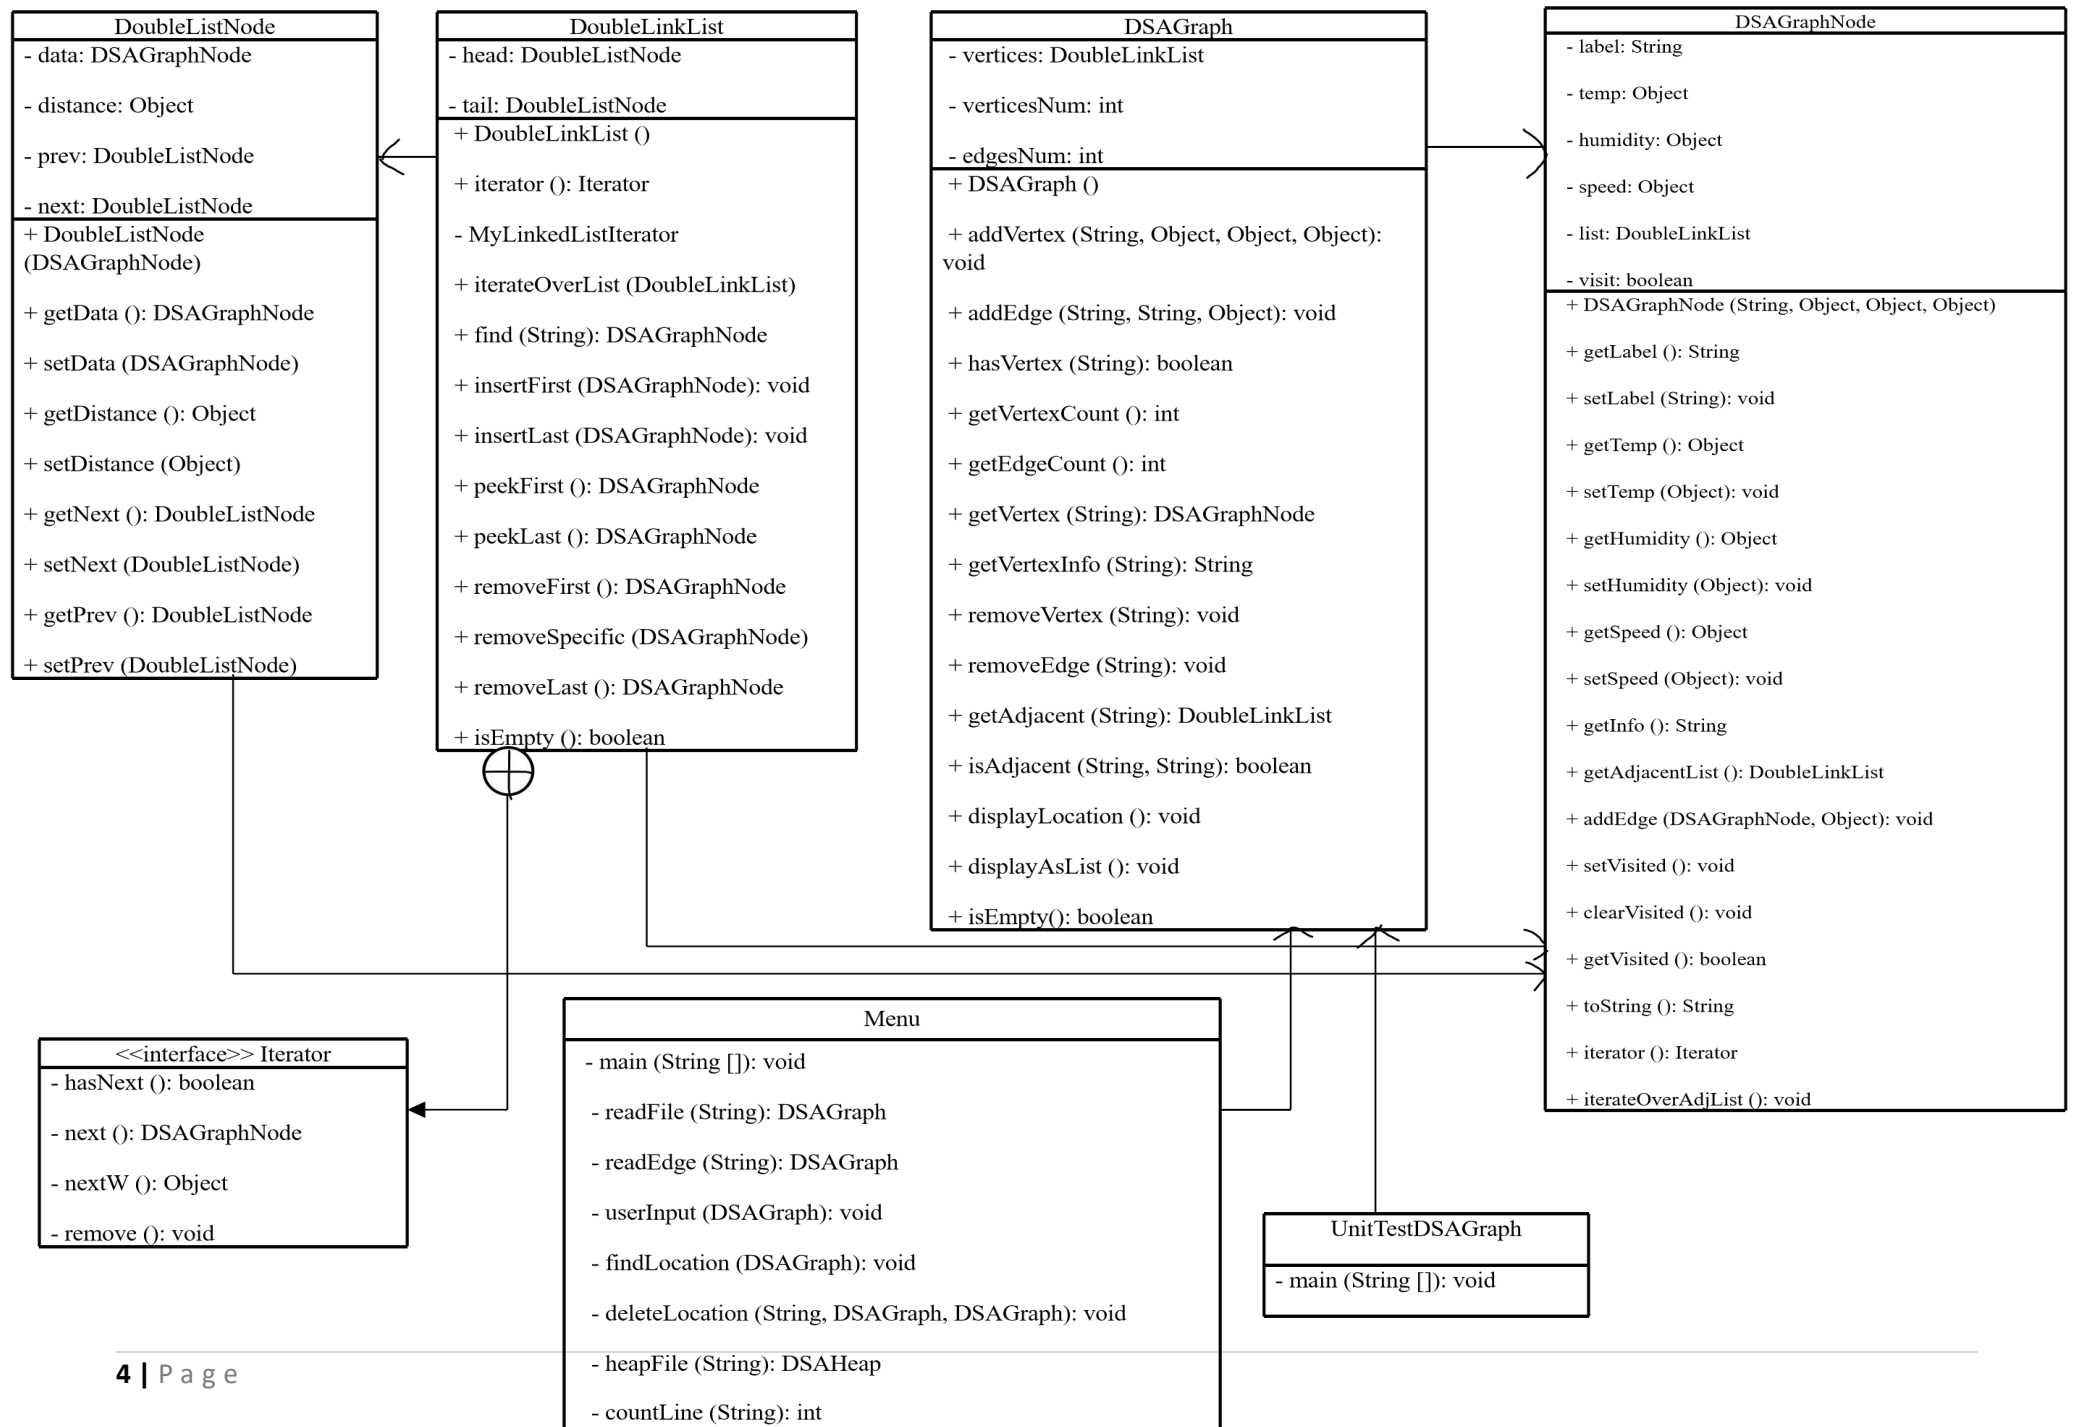 DoubleListNode
- data: DSAGraphNode
- distance: Object
- prev: DoubleListNode
- next: DoubleListNode
+ DoubleListNode
(DSAGraphNode)
+ getData (): DSAGraphNode
+ setData (DSAGraphNode)
+ getDistance (): Object
+ setDistance (Object)
+ getNext (): DoubleListNode
+ setNext (DoubleListNode)
+ getPrev (): DoubleListNode
+ setPrev (DoubleListNode)
DoubleLinkList
- head: DoubleListNode
- tail: DoubleListNode
+ DoubleLinkList ()
+ iterator (): Iterator
- MyLinkedListIterator
+ iterateOverList (DoubleLinkList)
+ find (String): DSAGraphNode
+ insertFirst (DSAGraphNode): void
+ insertLast (DSAGraphNode): void
+ peekFirst (): DSAGraphNode
+ peekLast (): DSAGraphNode
+ removeFirst (): DSAGraphNode
+ removeSpecific (DSAGraphNode)
+ removeLast (): DSAGraphNode
+ isEmpty (): boolean
DSAGraph
- vertices: DoubleLinkList
- verticesNum: int
- edgesNum: int
+ DSAGraph ()
+ addVertex (String, Object, Object, Object):
void
+ addEdge (String, String, Object): void
+ hasVertex (String): boolean
+ getVertexCount (): int
+ getEdgeCount (): int
+ getVertex (String): DSAGraphNode
+ getVertexInfo (String): String
+ removeVertex (String): void
+ removeEdge (String): void
+ getAdjacent (String): DoubleLinkList
+ isAdjacent (String, String): boolean
+ displayLocation (): void
+ displayAsList (): void
+ isEmpty(): boolean
DSAGraphNode
- label: String
- temp: Object
- humidity: Object
- speed: Object
- list: DoubleLinkList
- visit: boolean
+ DSAGraphNode (String, Object, Object, Object)
+ getLabel (): String
+ setLabel (String): void
+ getTemp (): Object
+ setTemp (Object): void
+ getHumidity (): Object
+ setHumidity (Object): void
+ getSpeed (): Object
+ setSpeed (Object): void
+ getInfo (): String
+ getAdjacentList (): DoubleLinkList
+ addEdge (DSAGraphNode, Object): void
+ setVisited (): void
+ clearVisited (): void
+ getVisited (): boolean
+ toString (): String
+ iterator (): Iterator
+ iterateOverAdjList (): void
<<interface>> Iterator
- hasNext (): boolean
- next (): DSAGraphNode
- nextW (): Object
- remove (): void
Menu
- main (String []): void
- readFile (String): DSAGraph
- readEdge (String): DSAGraph
- userInput (DSAGraph): void
- findLocation (DSAGraph): void
- deleteLocation (String, DSAGraph, DSAGraph): void
- heapFile (String): DSAHeap
- countLine (String): int
UnitTestDSAGraph
- main (String []): void
4 | Page